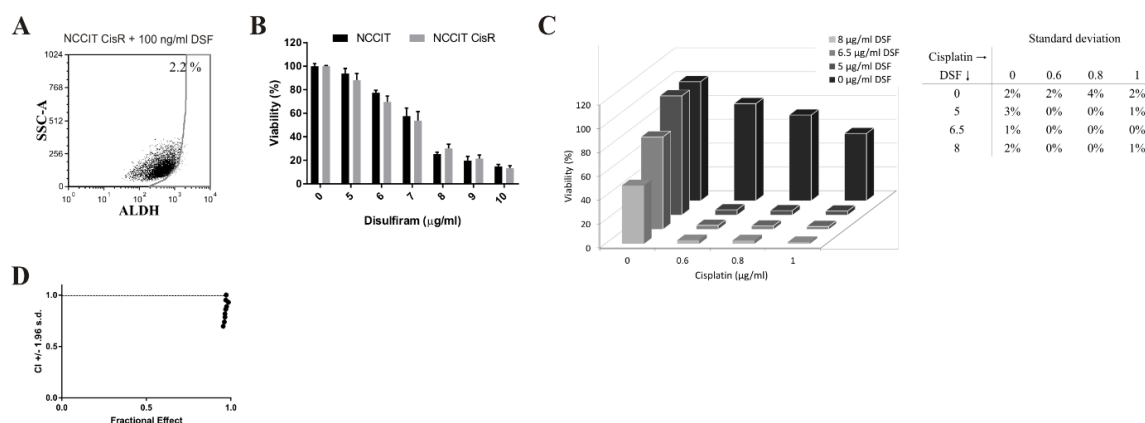 A
NCCIT CisR + 100 ng/ml DSF
1024
768
512
256
0
2.2 %
SSC-A
10^0 10^1 10^2 10^3 10^4
ALDH
B
NCCIT NCCIT CisR
120
100
80
60
40
20
0
Viability (%)
0 5 6 7 8 9 10
Disulfiram (µg/ml)
C
8 µg/ml DSF
6.5 µg/ml DSF
5 µg/ml DSF
0 µg/ml DSF
120
100
80
60
40
20
0
Viability (%)
0 0.6 0.8 1
Cisplatin (µg/ml)
Standard deviation
Cisplatin →
DSF ↓ 0 0.6 0.8 1
0 2% 2% 4% 2%
5 3% 0% 0% 1%
6.5 1% 0% 0% 0%
8 2% 0% 0% 1%
D
1.0
0.5
0.0
CI +/- 1.96 s.d.
0.0 0.5 1.0
Fractional Effect